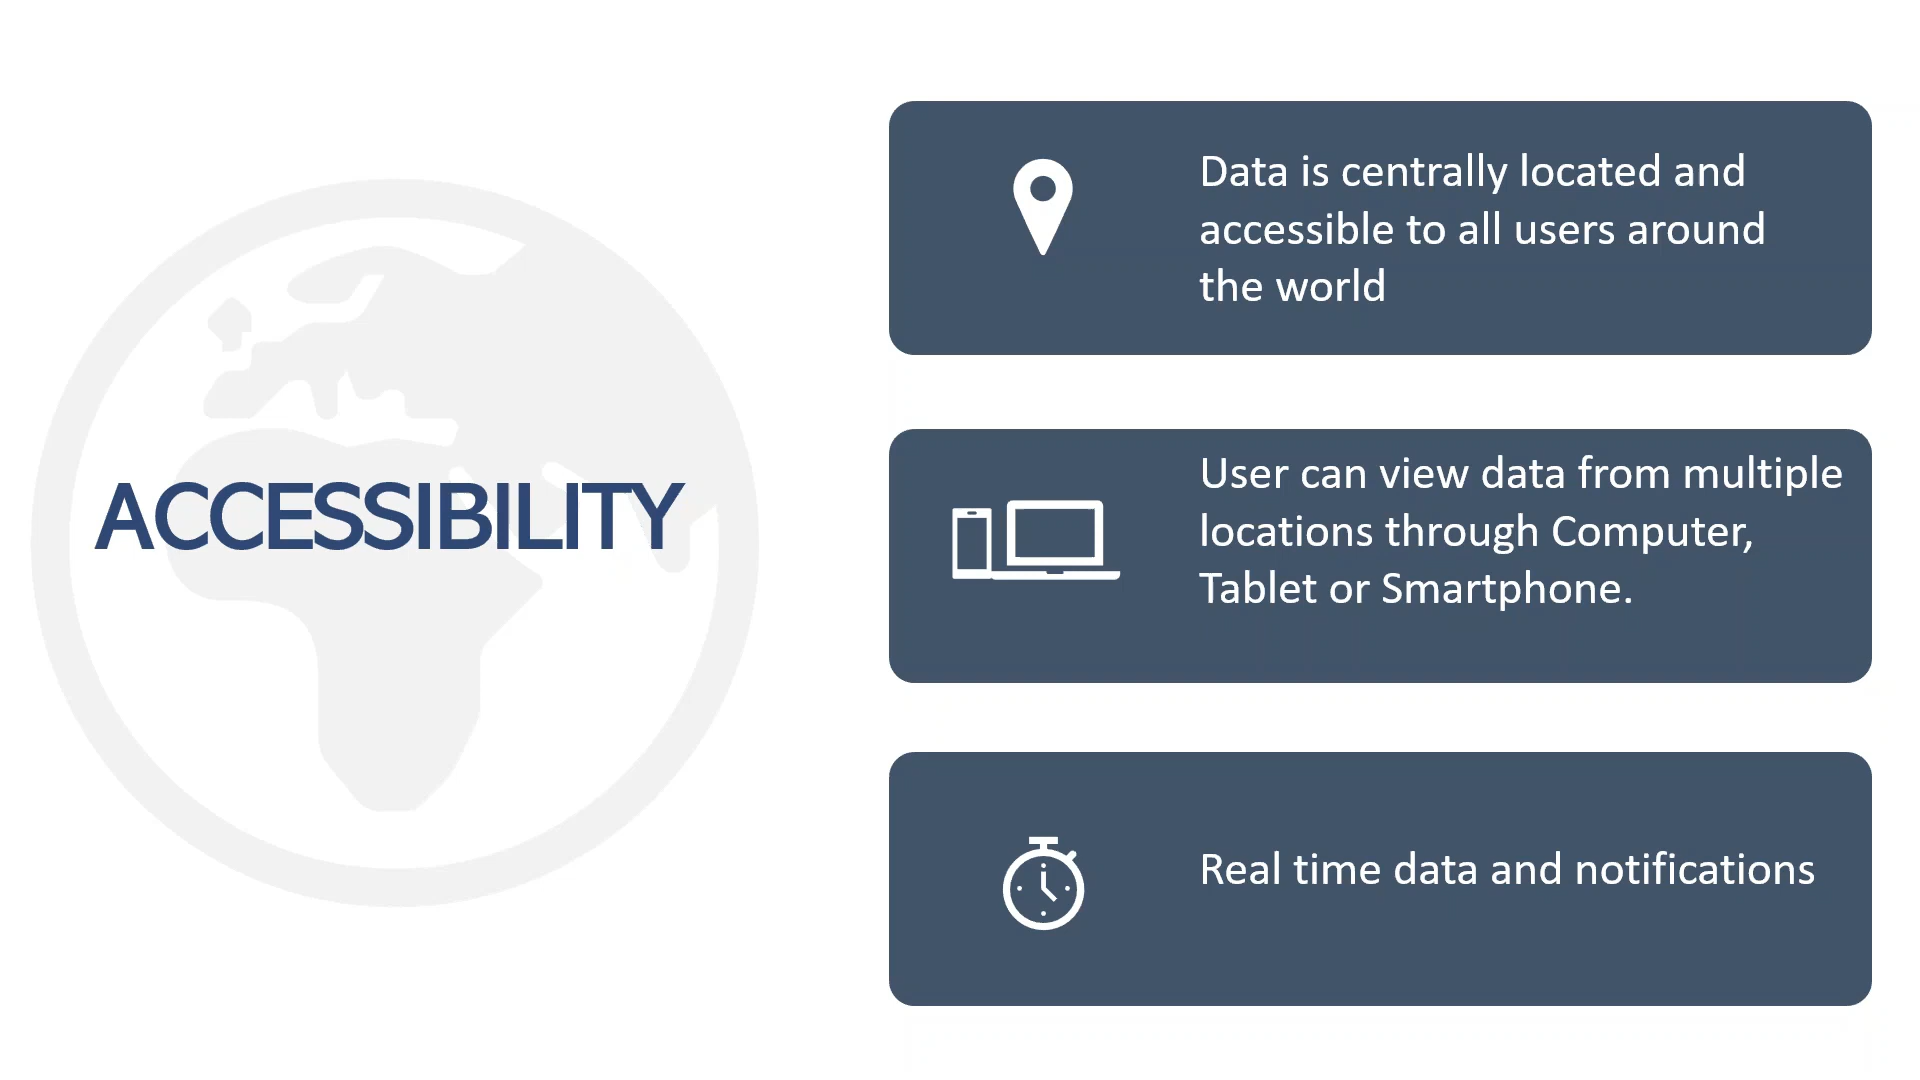 ACCESSIBILITY
Data is centrally located and
accessible to all users around
the world
User can view data from multiple
locations through Computer,
Tablet or Smartphone.
Real time data and notifications